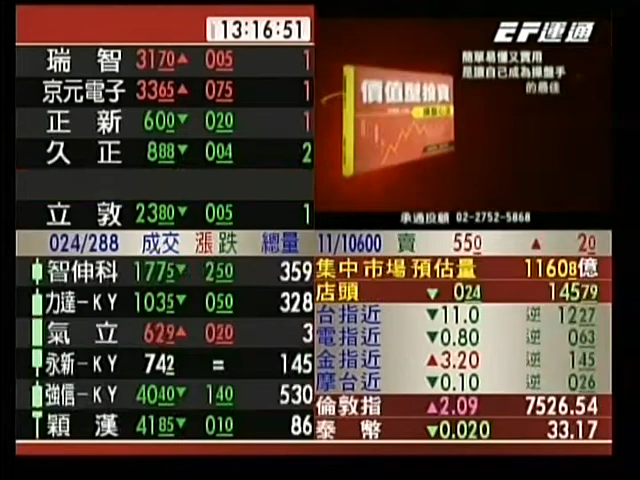 13:16:51
瑞智 3170▲ 005 1
京元電子 3365▲ 075 1
正新 600▼ 020 1
久正 888▼ 004 2
立敦 2380▼ 005 1
024/288 成交 漲跌 總量
智伸科 1775▼ 250 359
力達-KY 1035▼ 050 328
氣立 629▲ 020 3
永新-KY 742 = 145
強信-KY 4040▼ 140 530
穎漢 4185▼ 010 86
運通
簡單易懂又實用
是讓自己成為操盤手
的最佳
價值型投資
承通投顧 02-2752-5868
11/10600 賣 550 ▲ 20
集中市場預估量 11608億
店頭 ▼ 024 14579
台指近 ▼11.0 逆 1227
電指近 ▼0.80 逆 063
金指近 ▲3.20 逆 145
摩台近 ▼0.10 逆 026
倫敦指 ▲2.09 7526.54
泰幣 ▼0.020 33.17